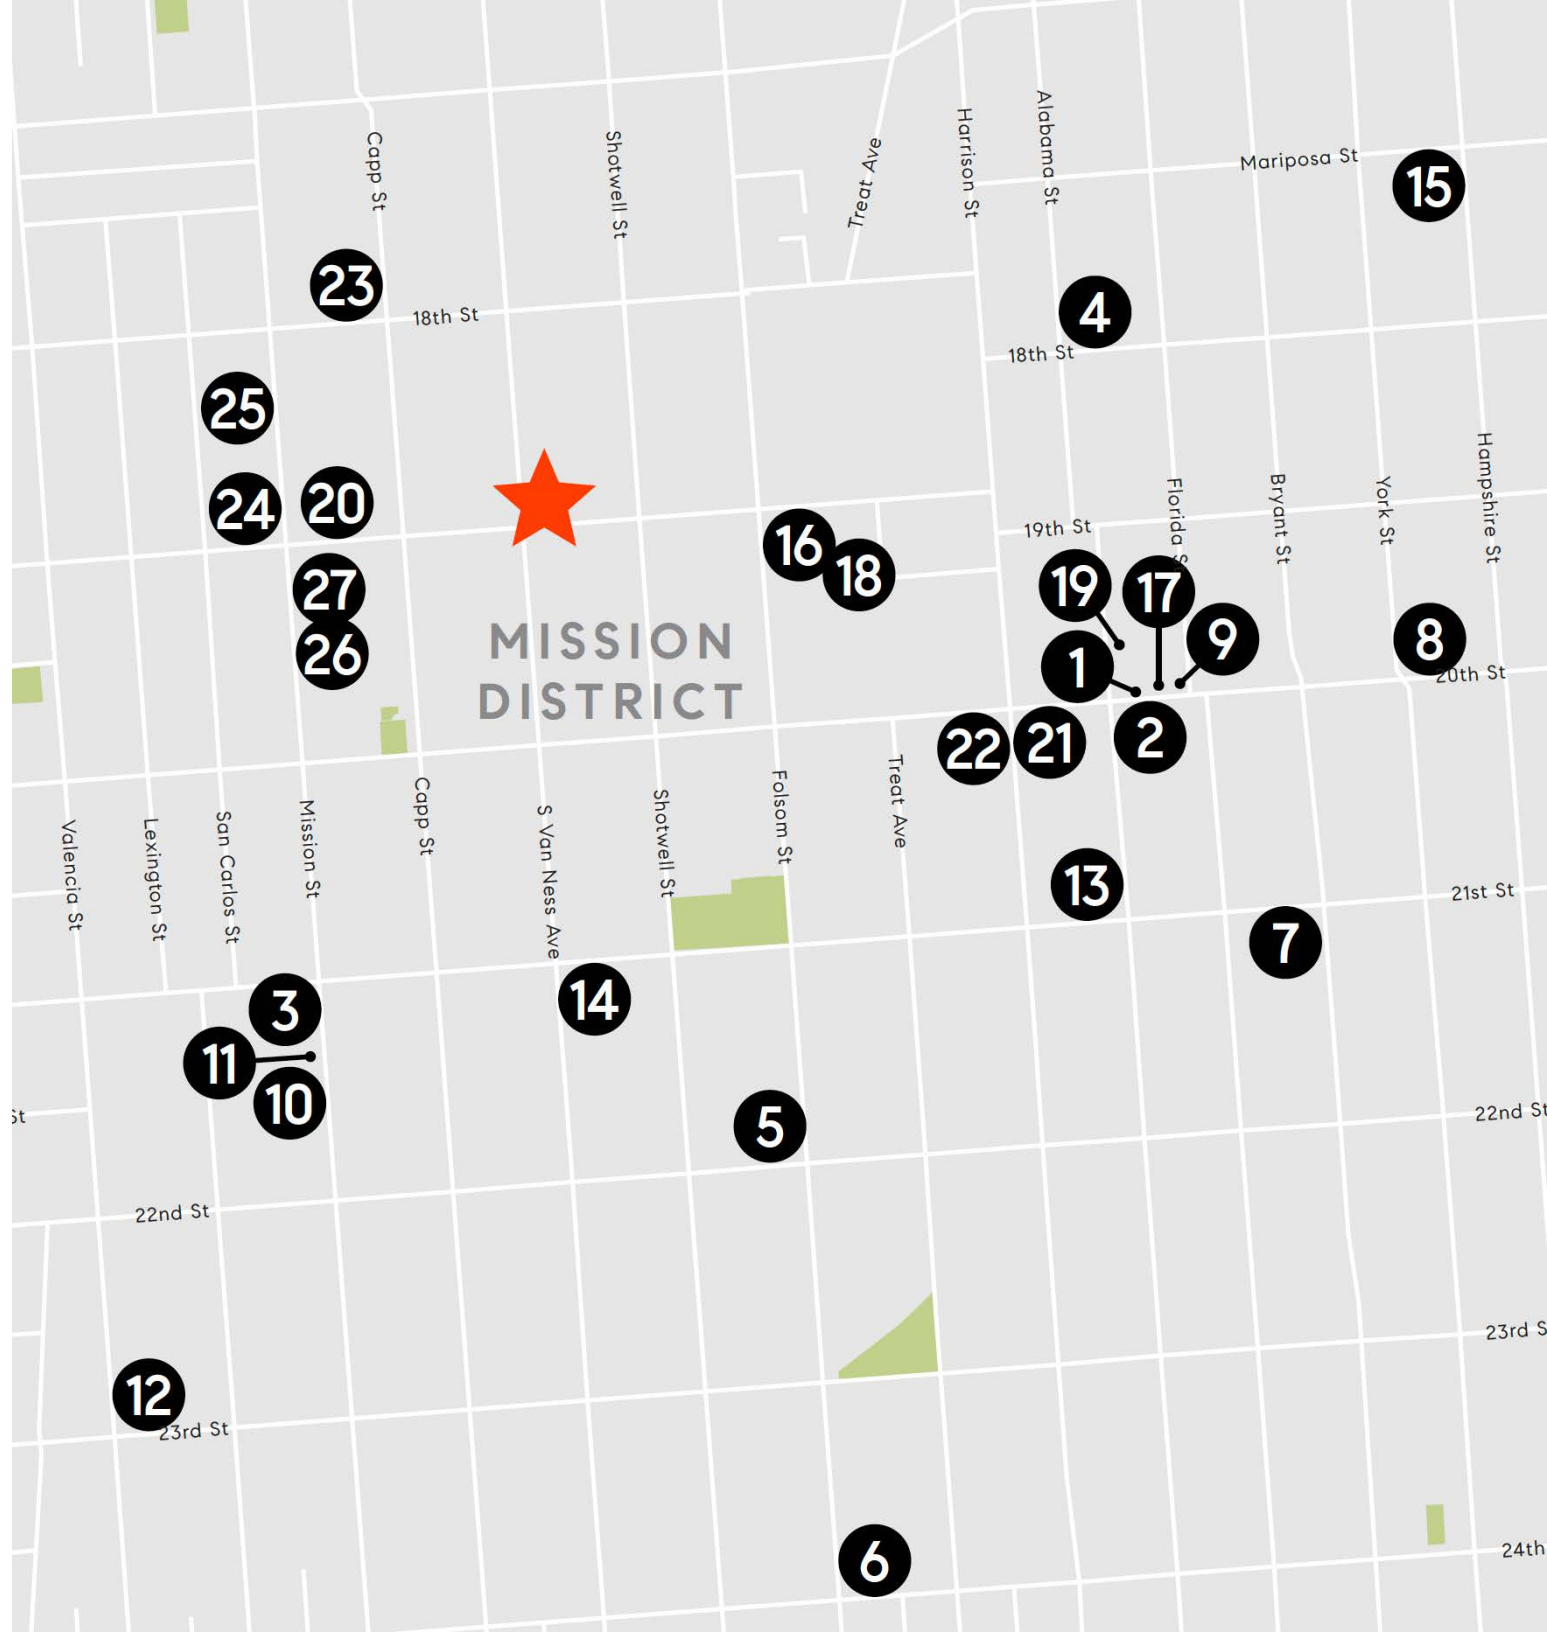 Capp St
Shotwell St
Treat Ave
Harrison St
Alabama St
Mariposa St
15
23
18th St
4
18th St
25
24
20
16
18
19th St
Florida St
Bryant St
York St
Hampshire St
27
26
19
17
9
1
8
20th St
MISSION
DISTRICT
22
21
2
Valencia St
Lexington St
San Carlos St
Mission St
Capp St
S Van Ness Ave
Shotwell St
Folsom St
Treat Ave
13
21st St
7
3
14
11
10
5
St
22nd St
22nd St
23rd S
12
23rd St
6
24th